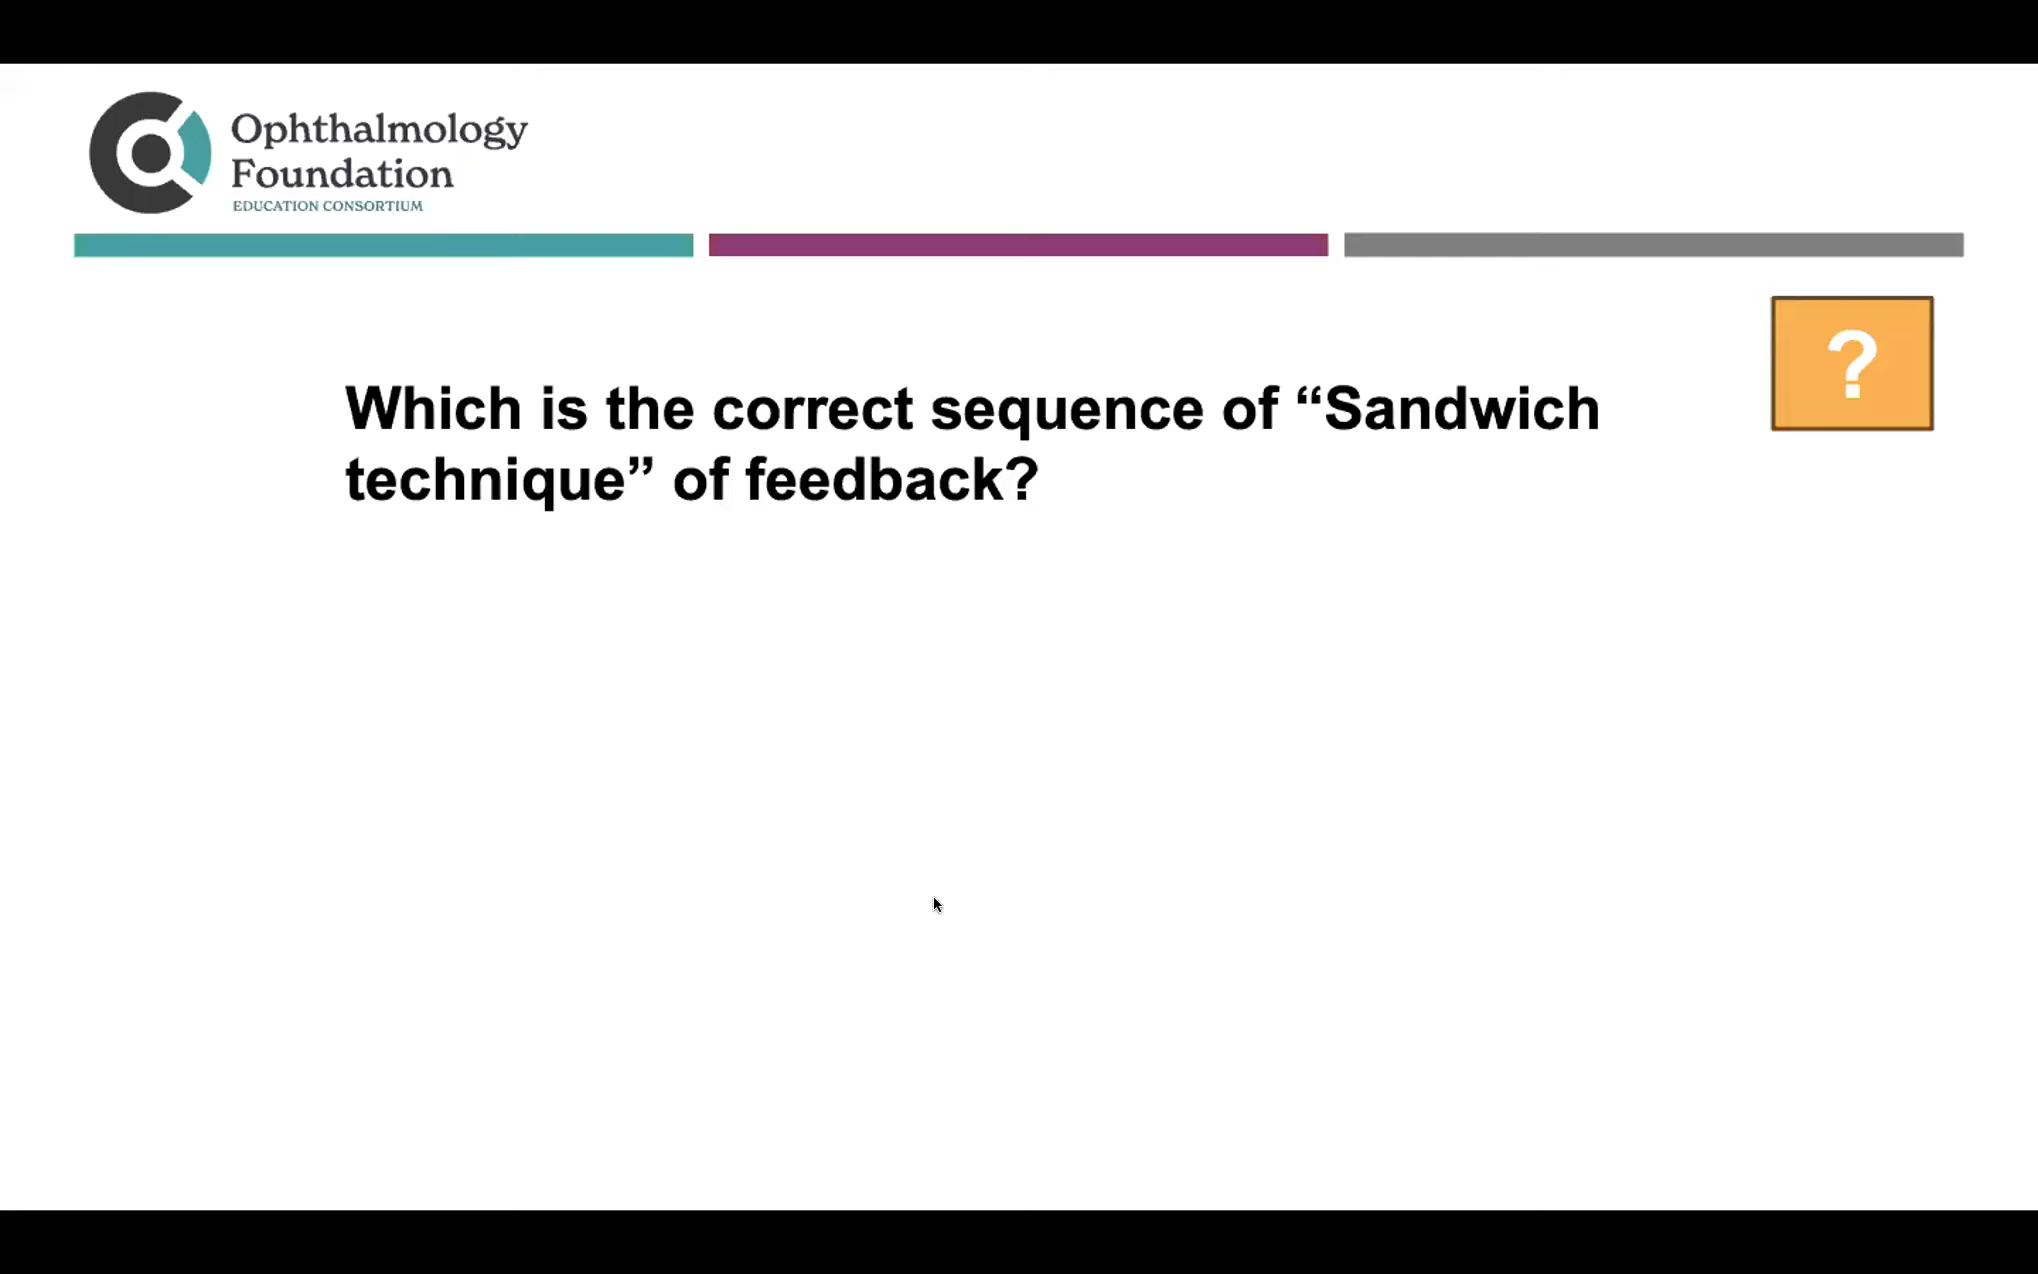 Ophthalmology
Foundation
EDUCATION CONSORTIUM
?
Which is the correct sequence of “Sandwich
technique” of feedback?